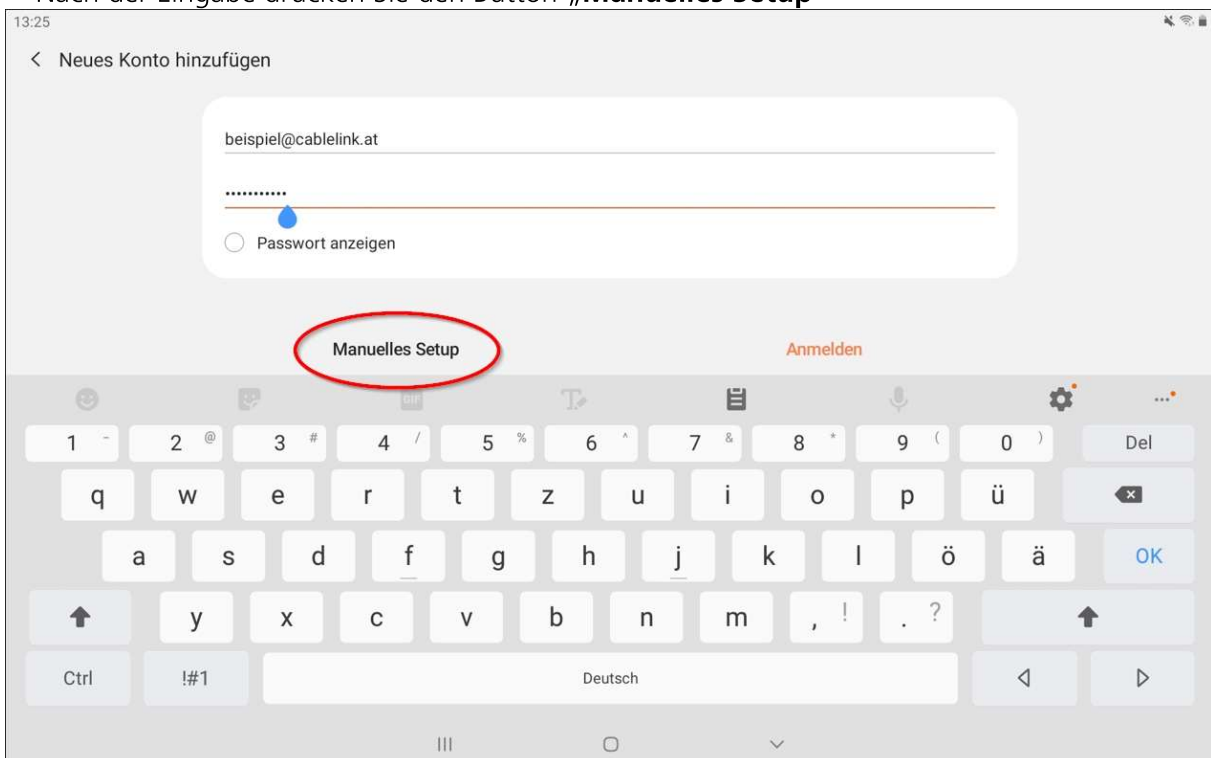 Nach der Eingabe drücken Sie den Button „Manuelles Setup“
13:25
Neues Konto hinzufügen
beispiel@cablelink.at
•••••••••••
Passwort anzeigen
Manuelles Setup Anmelden
GIF T
1 - 2 @ 3 # 4 / 5 % 6 ^ 7 & 8 * 9 ( 0 ) Del
q w e r t z u i o p ü
a s d f g h j k l ö ä OK
y x c v b n m , ! . ?
Ctrl !#1 Deutsch